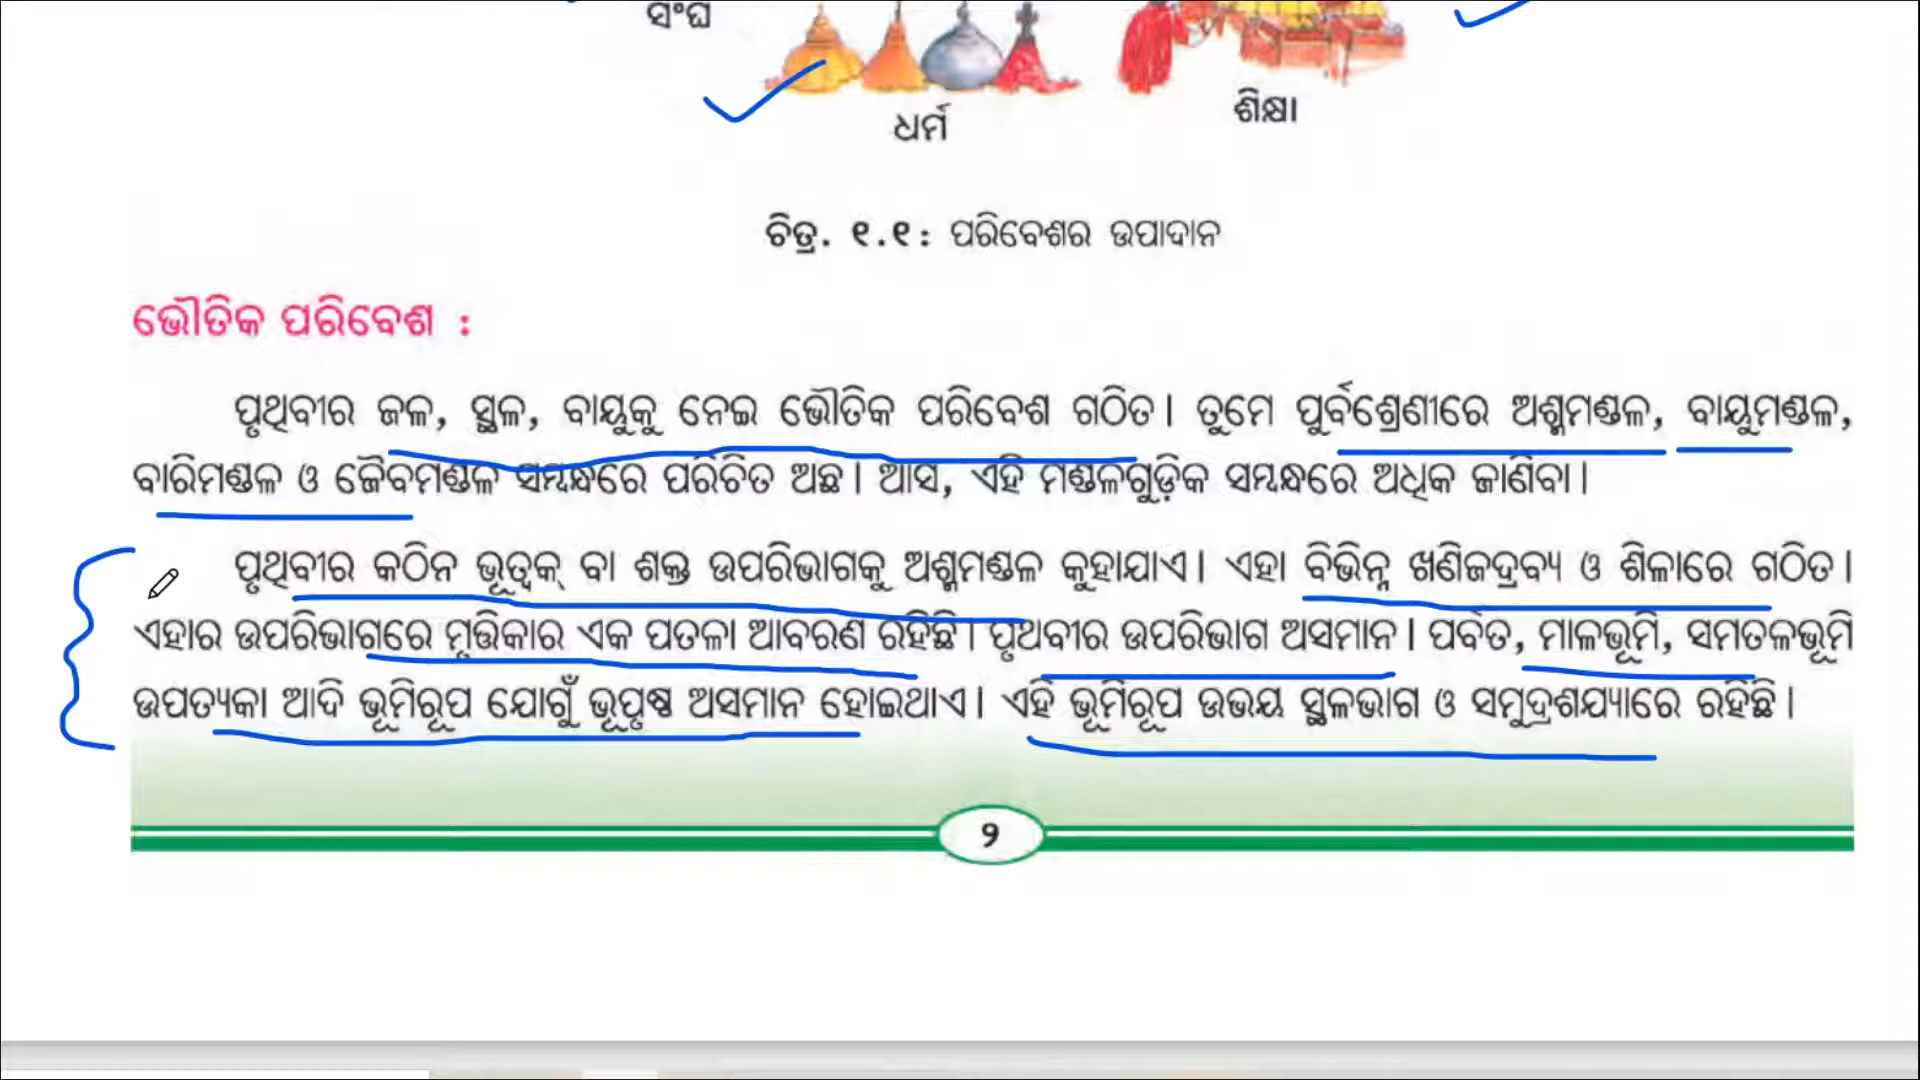 ସଂଘ
ଧର୍ମ
ଶିକ୍ଷା
ଚିତ୍ର. ୧.୧: ପରିବେଶର ଉପାଦାନ
ଭୌତିକ ପରିବେଶ :
ପୃଥିବୀର ଜଳ, ସ୍ଥଳ, ବାୟୁକୁ ନେଇ ଭୌତିକ ପରିବେଶ ଗଠିତ। ତୁମେ ପୂର୍ବଶ୍ରେଣୀରେ ଅଶ୍ମମଣ୍ଡଳ, ବାୟୁମଣ୍ଡଳ,
ବାରିମଣ୍ଡଳ ଓ ଜୈବମଣ୍ଡଳ ସମ୍ବନ୍ଧରେ ପରିଚିତ ଅଛ। ଆସ, ଏହି ମଣ୍ଡଳଗୁଡ଼ିକ ସମ୍ବନ୍ଧରେ ଅଧିକ ଜାଣିବା।
ପୃଥିବୀର କଠିନ ଭୂତ୍ୱକ୍ ବା ଶକ୍ତ ଉପରିଭାଗକୁ ଅଶ୍ମମଣ୍ଡଳ କୁହାଯାଏ। ଏହା ବିଭିନ୍ନ ଖଣିଜଦ୍ରବ୍ୟ ଓ ଶିଳାରେ ଗଠିତ।
ଏହାର ଉପରିଭାଗରେ ମୃତ୍ତିକାର ଏକ ପତଳା ଆବରଣ ରହିଛି। ପୃଥିବୀର ଉପରିଭାଗ ଅସମାନ। ପର୍ବତ, ମାଳଭୂମି, ସମତଳଭୂମି
ଉପତ୍ୟକା ଆଦି ଭୂମିରୂପ ଯୋଗୁଁ ଭୂପୃଷ୍ଠ ଅସମାନ ହୋଇଥାଏ। ଏହି ଭୂମିରୂପ ଉଭୟ ସ୍ଥଳଭାଗ ଓ ସମୁଦ୍ରଶଯ୍ୟାରେ ରହିଛି।
୨